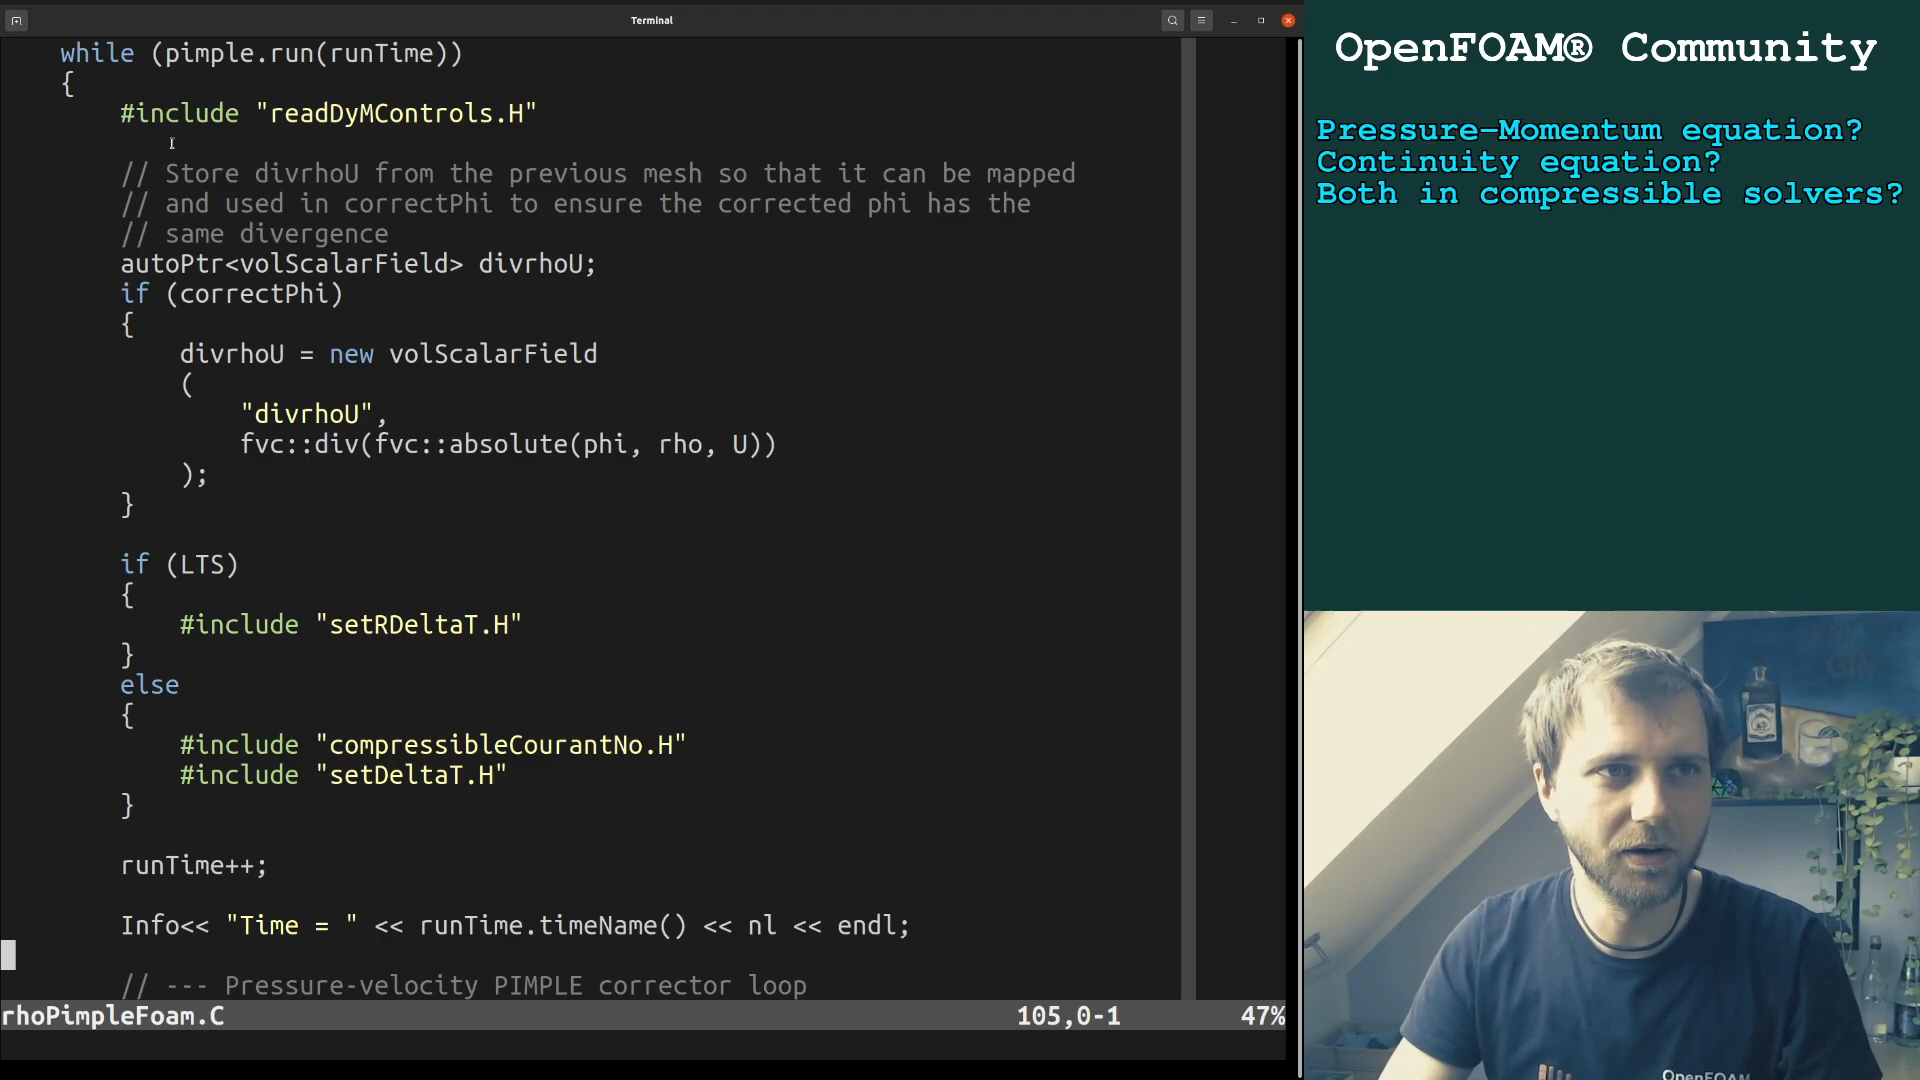 Terminal
while (pimple.run(runTime))
{
#include "readDyMControls.H"
// Store divrhoU from the previous mesh so that it can be mapped
// and used in correctPhi to ensure the corrected phi has the
// same divergence
autoPtr<volScalarField> divrhoU;
if (correctPhi)
{
divrhoU = new volScalarField
(
"divrhoU",
fvc::div(fvc::absolute(phi, rho, U))
);
}
if (LTS)
{
#include "setRDeltaT.H"
}
else
{
#include "compressibleCourantNo.H"
#include "setDeltaT.H"
}
runTime++;
Info<< "Time = " << runTime.timeName() << nl << endl;
// --- Pressure-velocity PIMPLE corrector loop
rhoPimpleFoam.C 105,0-1 47%
OpenFOAM® Community
Pressure-Momentum equation?
Continuity equation?
Both in compressible solvers?
OpenFOAM